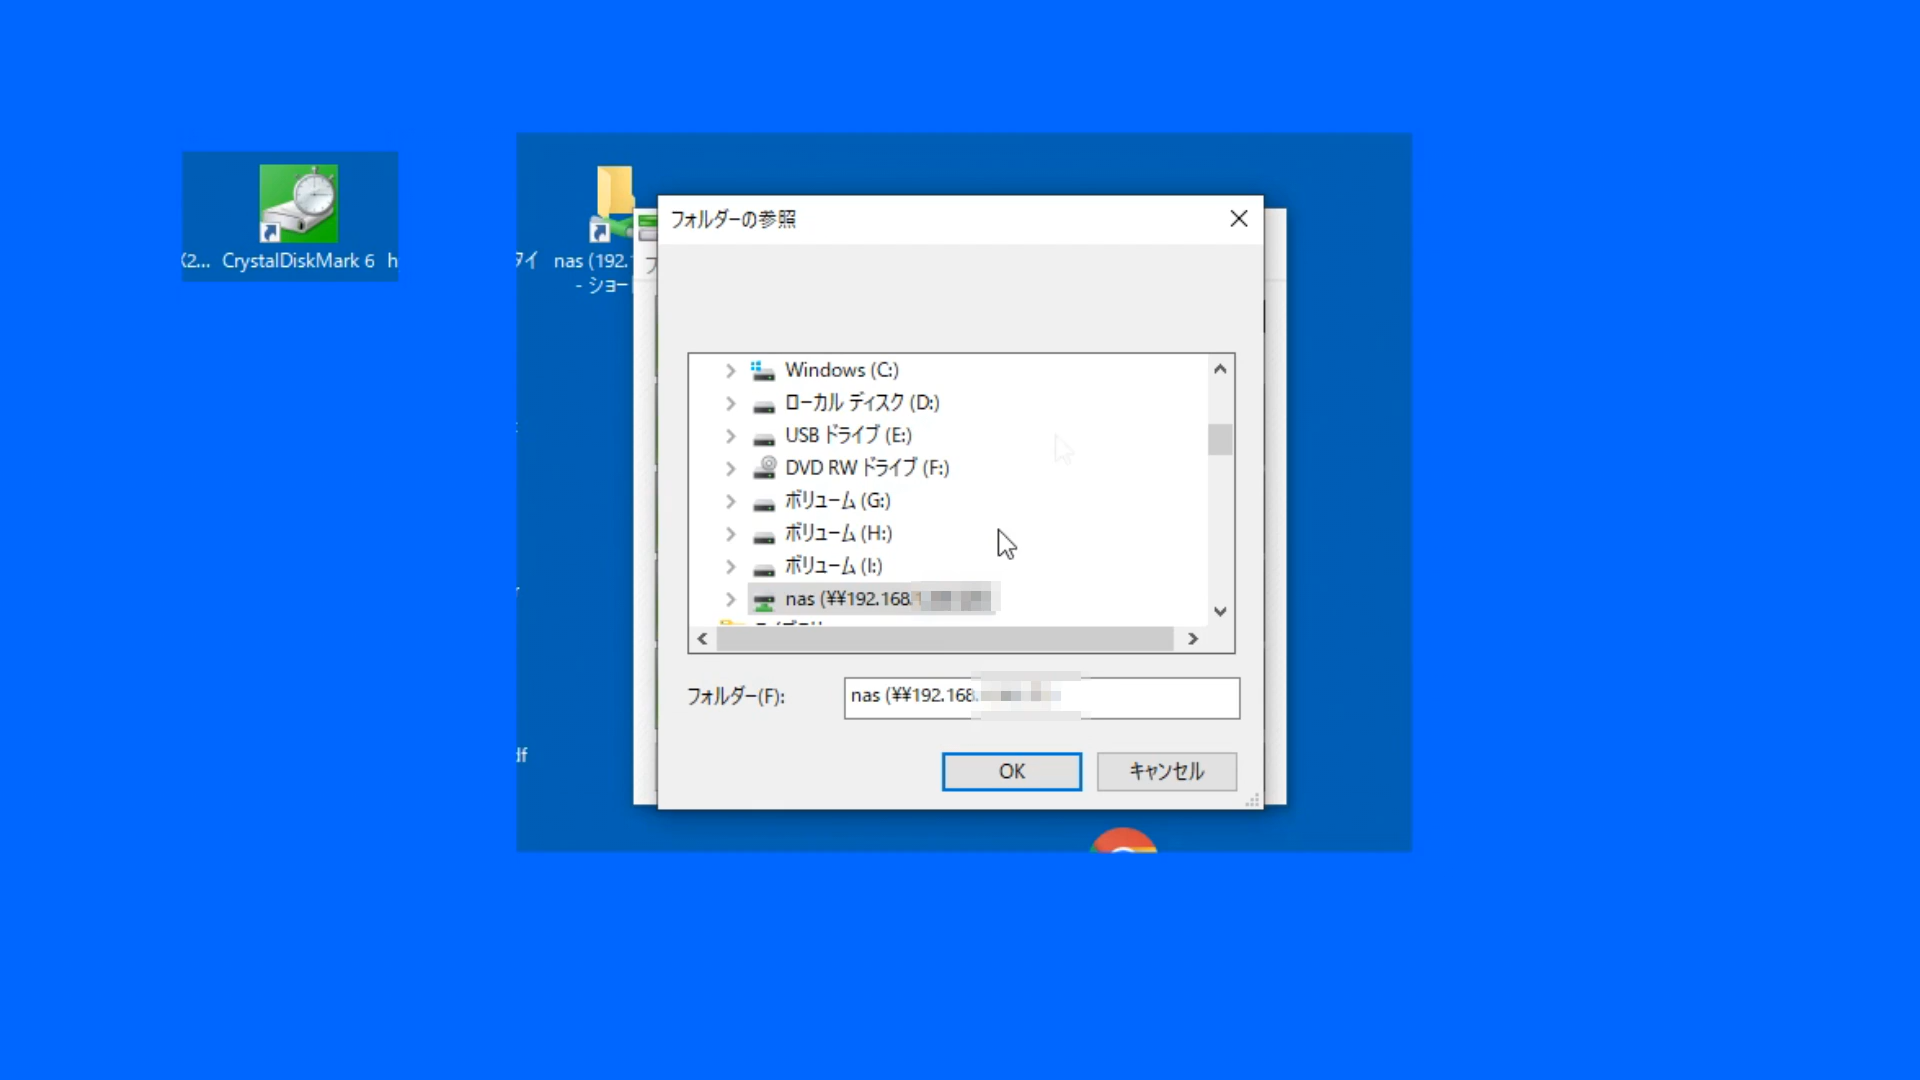 CrystalDiskMark 6
nas (192.
- ショー
フォルダーの参照
Windows (C:)
ローカル ディスク (D:)
USB ドライブ (E:)
DVD RW ドライブ (F:)
ボリューム (G:)
ボリューム (H:)
ボリューム (I:)
nas (¥¥192.168.
フォルダー(F):
nas (¥¥192.168.
OK
キャンセル